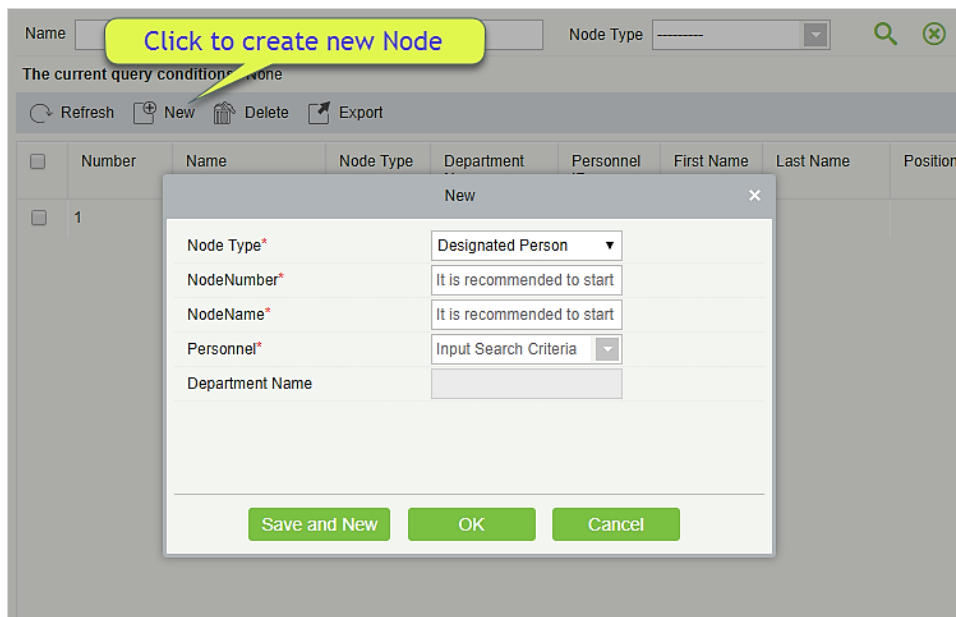 Name
Click to create new Node
Node Type ---------
The current query conditions None
Refresh New Delete Export
Number Name Node Type Department Personnel First Name Last Name Position
1
New ×
Node Type* Designated Person
NodeNumber* It is recommended to start
NodeName* It is recommended to start
Personnel* Input Search Criteria
Department Name
Save and New OK Cancel